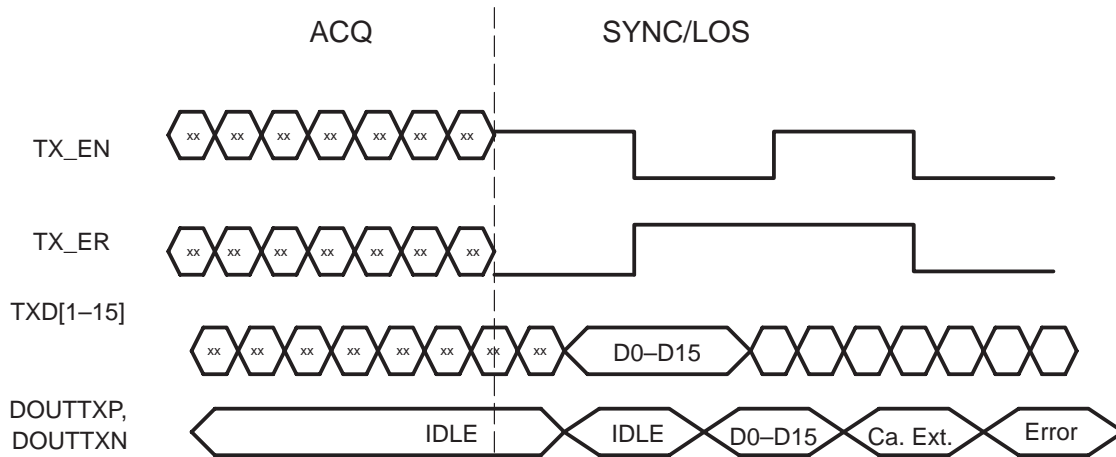 ACQ SYNC/LOS
TX_EN xx xx xx xx xx xx xx
TX_ER xx xx xx xx xx xx xx
TXD[1–15]
xx xx xx xx xx xx xx xx D0–D15
DOUTTXP,
DOUTTXN IDLE IDLE D0–D15 Ca. Ext. Error